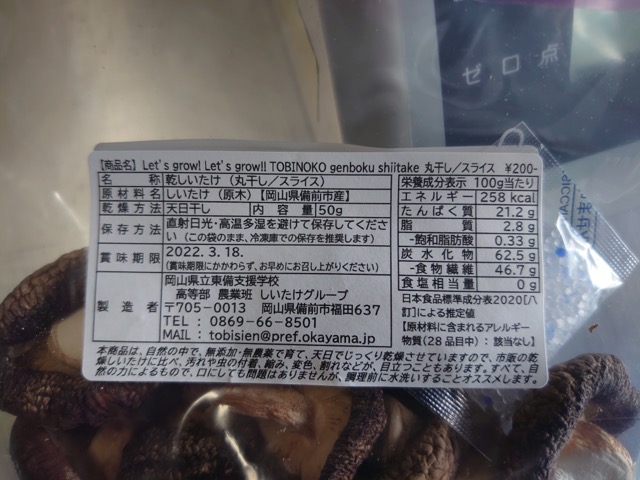 ゼロ点
【商品名】 Let's grow! Let's grow!! TOBINOKO genboku shiitake 丸干し/スライス ¥200-
名 称 乾しいたけ (丸干し/スライス)
原材料名 しいたけ (原木) 【岡山県備前市産】
乾燥方法 天日干し 内容量 50g
保存方法 直射日光・高温多湿を避けて保存してください (この袋のまま、冷凍庫での保存を推奨します)
賞味期限 2022. 3. 18.
(賞味期限にかかわらず、お早めにお召し上がりください)
製造者 岡山県立東備支援学校
高等部 農業班 しいたけグループ
〒705-0013 岡山県備前市福田637
TEL : 0869-66-8501
MAIL : tobisien@pref.okayama.jp
栄養成分表示 100g当たり
エネルギー 258 kcal
たんぱく質 21.2 g
脂質 2.8 g
-飽和脂肪酸 0.33 g
炭水化物 62.5 g
-食物繊維 46.7 g
食塩相当量 0 g
日本食品標準成分表2020[八
訂]による推定値
【原材料に含まれるアレルギー
物質(28品目中) : 該当なし】
本商品は、自然の中で、無添加・無農薬で育て、天日でじっくり乾燥させていますので、市販の乾
燥しいたけに比べ、汚れや虫の付着、縮み、変色、割れなどが、目立つこともあります。すべて、自
然の力によるもので、口にしても問題はありませんが、調理前に水洗いすることオススメします。